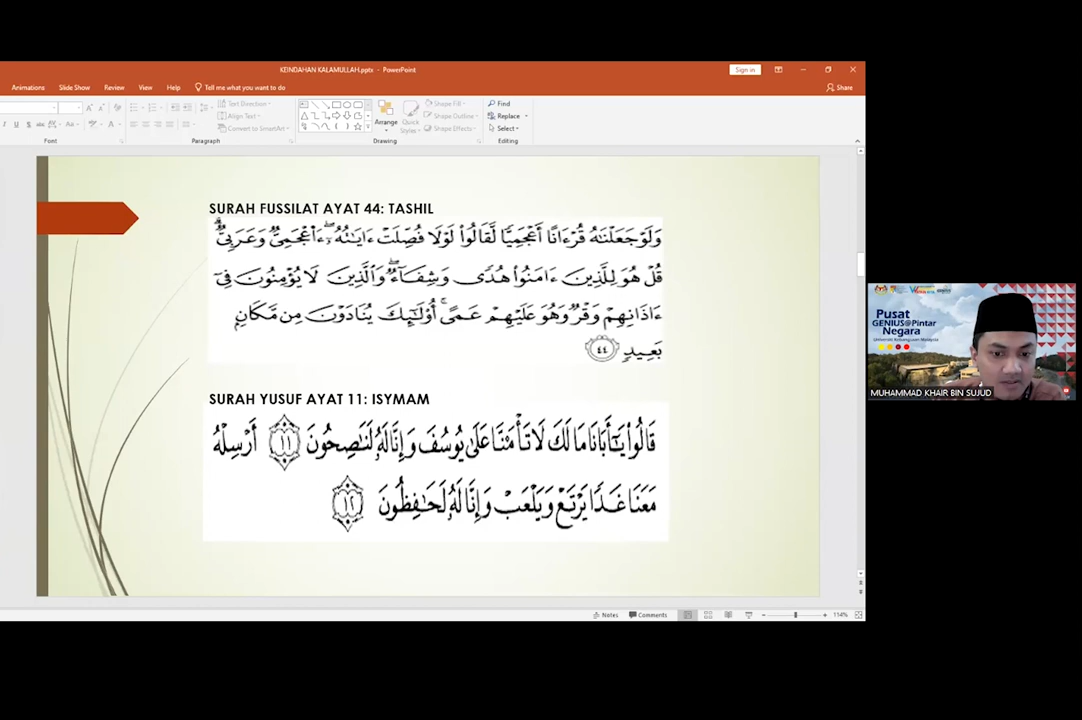 KEINDAHAN KALAMULLAH.pptx - PowerPoint
Sign in
Animations Slide Show Review View Help Tell me what you want to do
Share
Text Direction
Align Text
Convert to SmartArt
Arrange
Quick Styles
Shape Fill
Shape Outline
Shape Effects
Find
Replace
Select
Font Paragraph Drawing Editing
SURAH FUSSILAT AYAT 44: TASHIL
وَلَوْ جَعَلْنَٰهُ قُرْءَانًا أَعْجَمِيًّا لَّقَالُوا۟ لَوْلَا فُصِّلَتْ ءَايَٰتُهُۥٓ ۖ ءَا۬عْجَمِىٌّ وَعَرَبِىٌّ ۗ
قُلْ هُوَ لِلَّذِينَ ءَامَنُوا۟ هُدًى وَشِفَآءٌ ۖ وَٱلَّذِينَ لَا يُؤْمِنُونَ فِىٓ
ءَاذَانِهِمْ وَقْرٌ وَهُوَ عَلَيْهِمْ عَمًى ۚ أُو۟لَٰٓئِكَ يُنَادَوْنَ مِن مَّكَانٍۭ
بَعِيدٍ ٤٤
SURAH YUSUF AYAT 11: ISYMAM
قَالُوا۟ يَٰٓأَبَانَا مَا لَكَ لَا تَأْمَ۫نَّا عَلَىٰ يُوسُفَ وَإِنَّا لَهُۥ لَنَٰصِحُونَ ١١ أَرْسِلْهُ
مَعَنَا غَدًا يَرْتَعْ وَيَلْعَبْ وَإِنَّا لَهُۥ لَحَٰفِظُونَ ١٢
Pusat
GENIUS@Pintar
Negara
Universiti Kebangsaan Malaysia
MUHAMMAD KHAIR BIN SUJUD
Notes Comments 114%